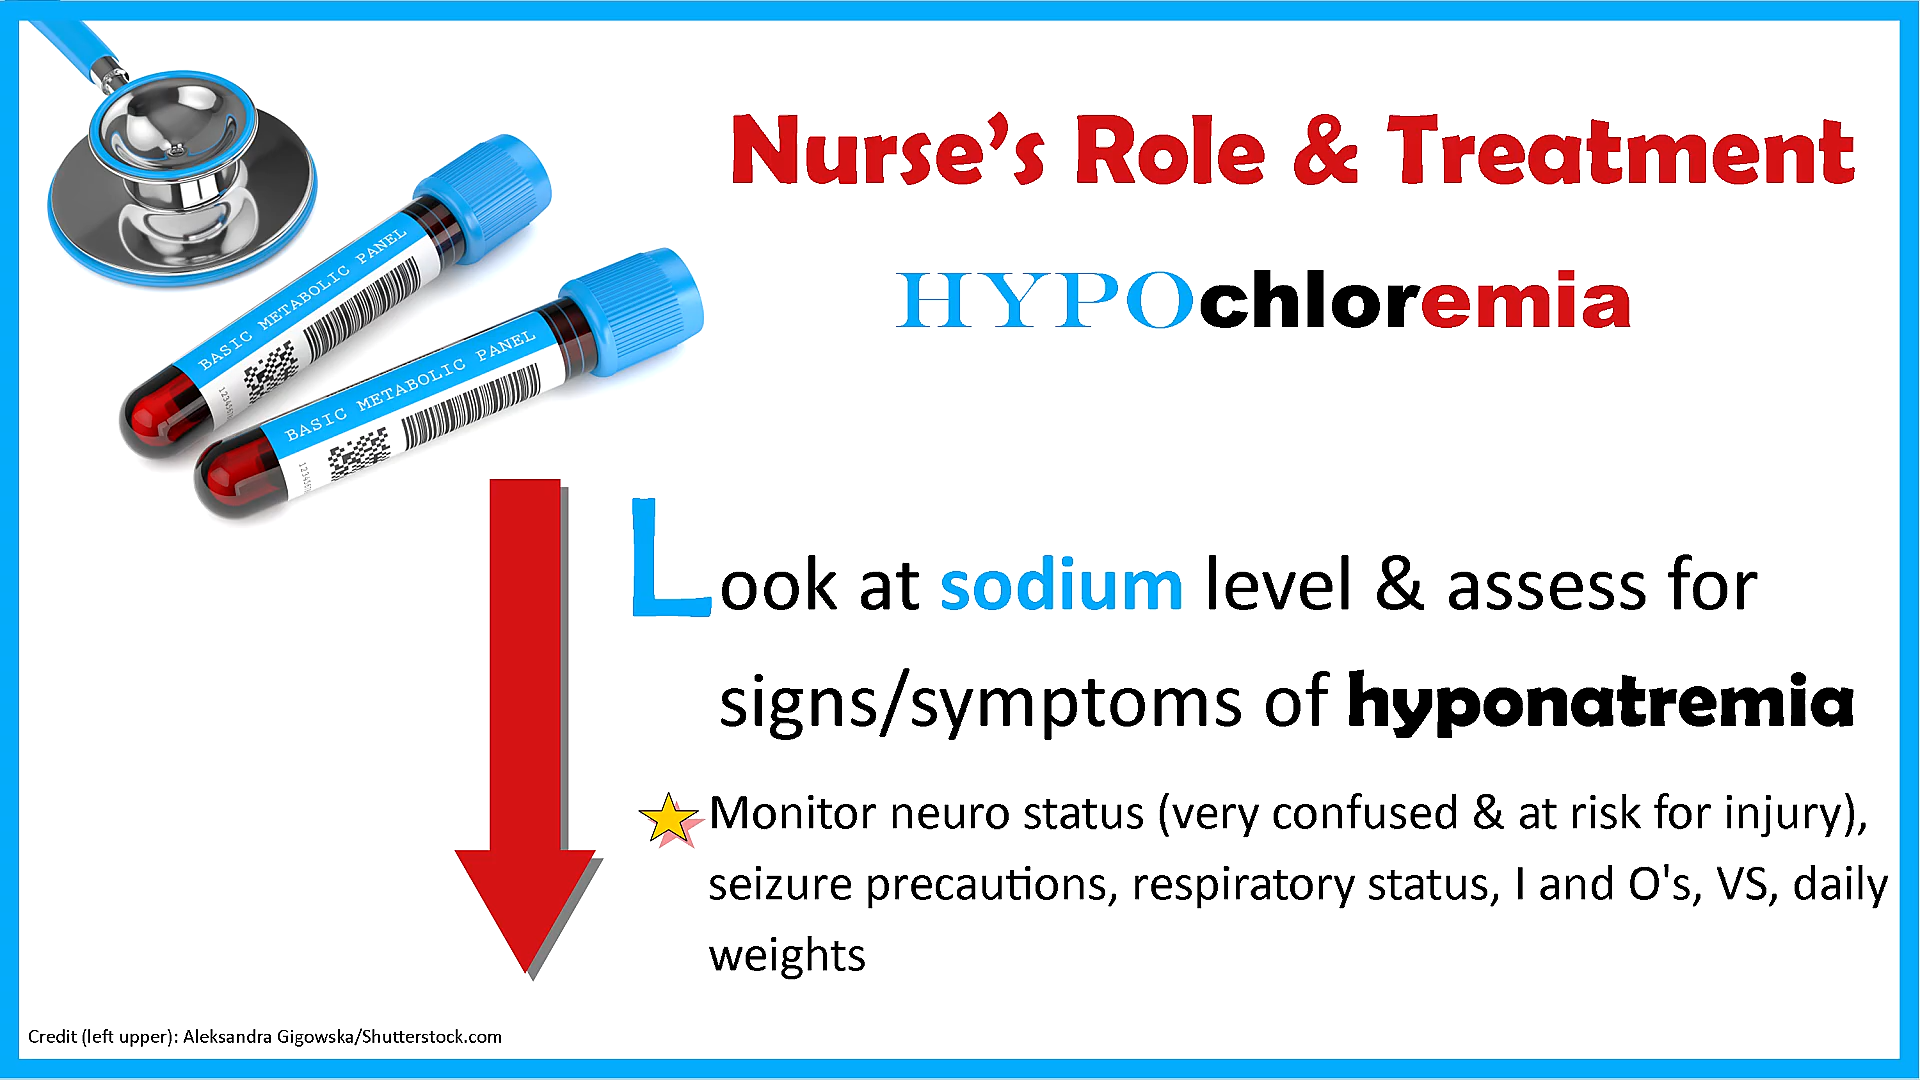 Nurse’s Role & Treatment
HYPOchloremia
BASIC METABOLIC PANEL
BASIC METABOLIC PANEL
Look at sodium level & assess for
signs/symptoms of hyponatremia
Monitor neuro status (very confused & at risk for injury),
seizure precautions, respiratory status, I and O's, VS, daily
weights
Credit (left upper): Aleksandra Gigowska/Shutterstock.com